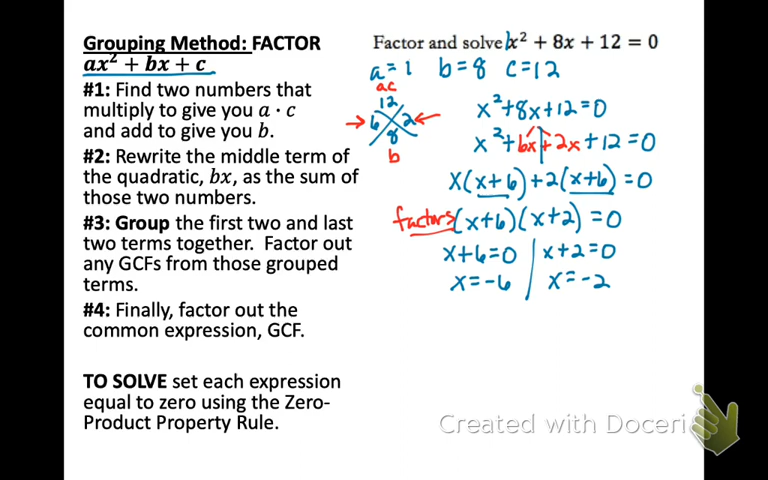 Grouping Method: FACTOR
ax² + bx + c
#1: Find two numbers that
multiply to give you a · c
and add to give you b.
#2: Rewrite the middle term of
the quadratic, bx, as the sum of
those two numbers.
#3: Group the first two and last
two terms together. Factor out
any GCFs from those grouped
terms.
#4: Finally, factor out the
common expression, GCF.
TO SOLVE set each expression
equal to zero using the Zero-
Product Property Rule.
Factor and solve x² + 8x + 12 = 0
a = 1 b = 8 c = 12
ac
12
6 2
8
b
x² + 8x + 12 = 0
x² + 6x + 2x + 12 = 0
x(x+6) + 2(x+6) = 0
factors (x+6)(x+2) = 0
x+6=0 x+2=0
x=-6 x=-2
Created with Doceri